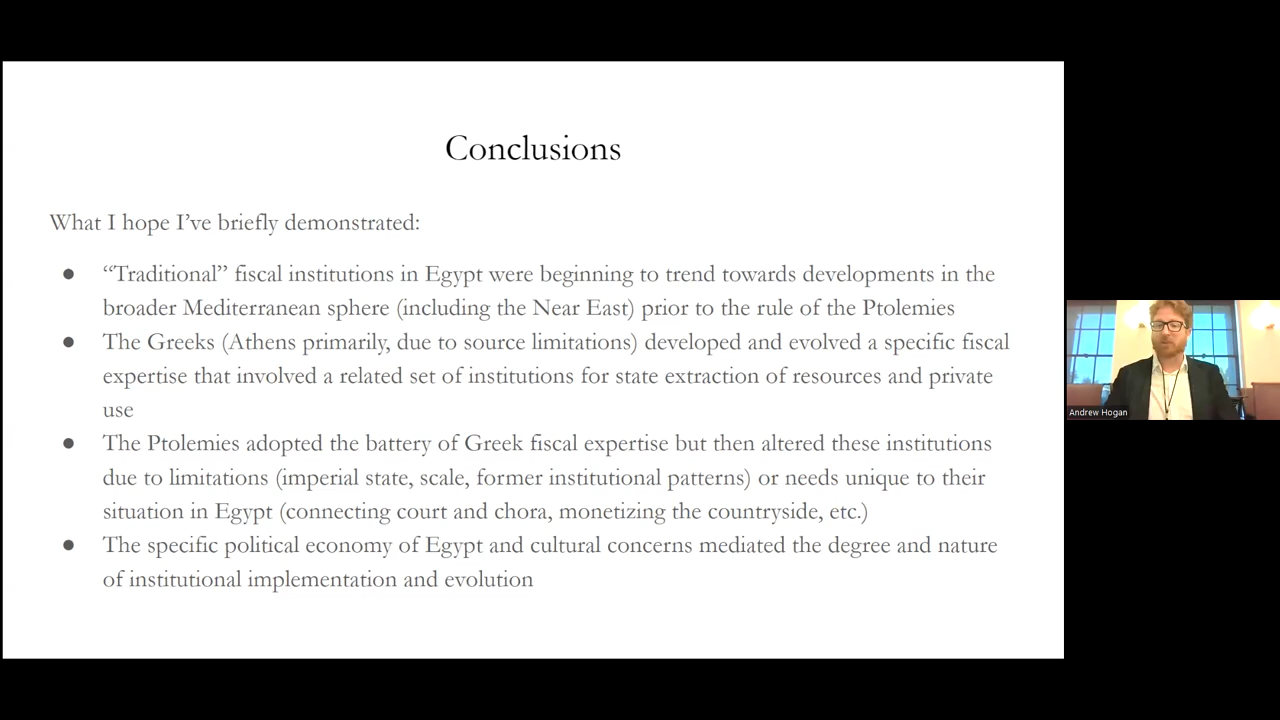 Conclusions
What I hope I’ve briefly demonstrated:
● “Traditional” fiscal institutions in Egypt were beginning to trend towards developments in the
broader Mediterranean sphere (including the Near East) prior to the rule of the Ptolemies
● The Greeks (Athens primarily, due to source limitations) developed and evolved a specific fiscal
expertise that involved a related set of institutions for state extraction of resources and private
use
● The Ptolemies adopted the battery of Greek fiscal expertise but then altered these institutions
due to limitations (imperial state, scale, former institutional patterns) or needs unique to their
situation in Egypt (connecting court and chora, monetizing the countryside, etc.)
● The specific political economy of Egypt and cultural concerns mediated the degree and nature
of institutional implementation and evolution
Andrew Hogan